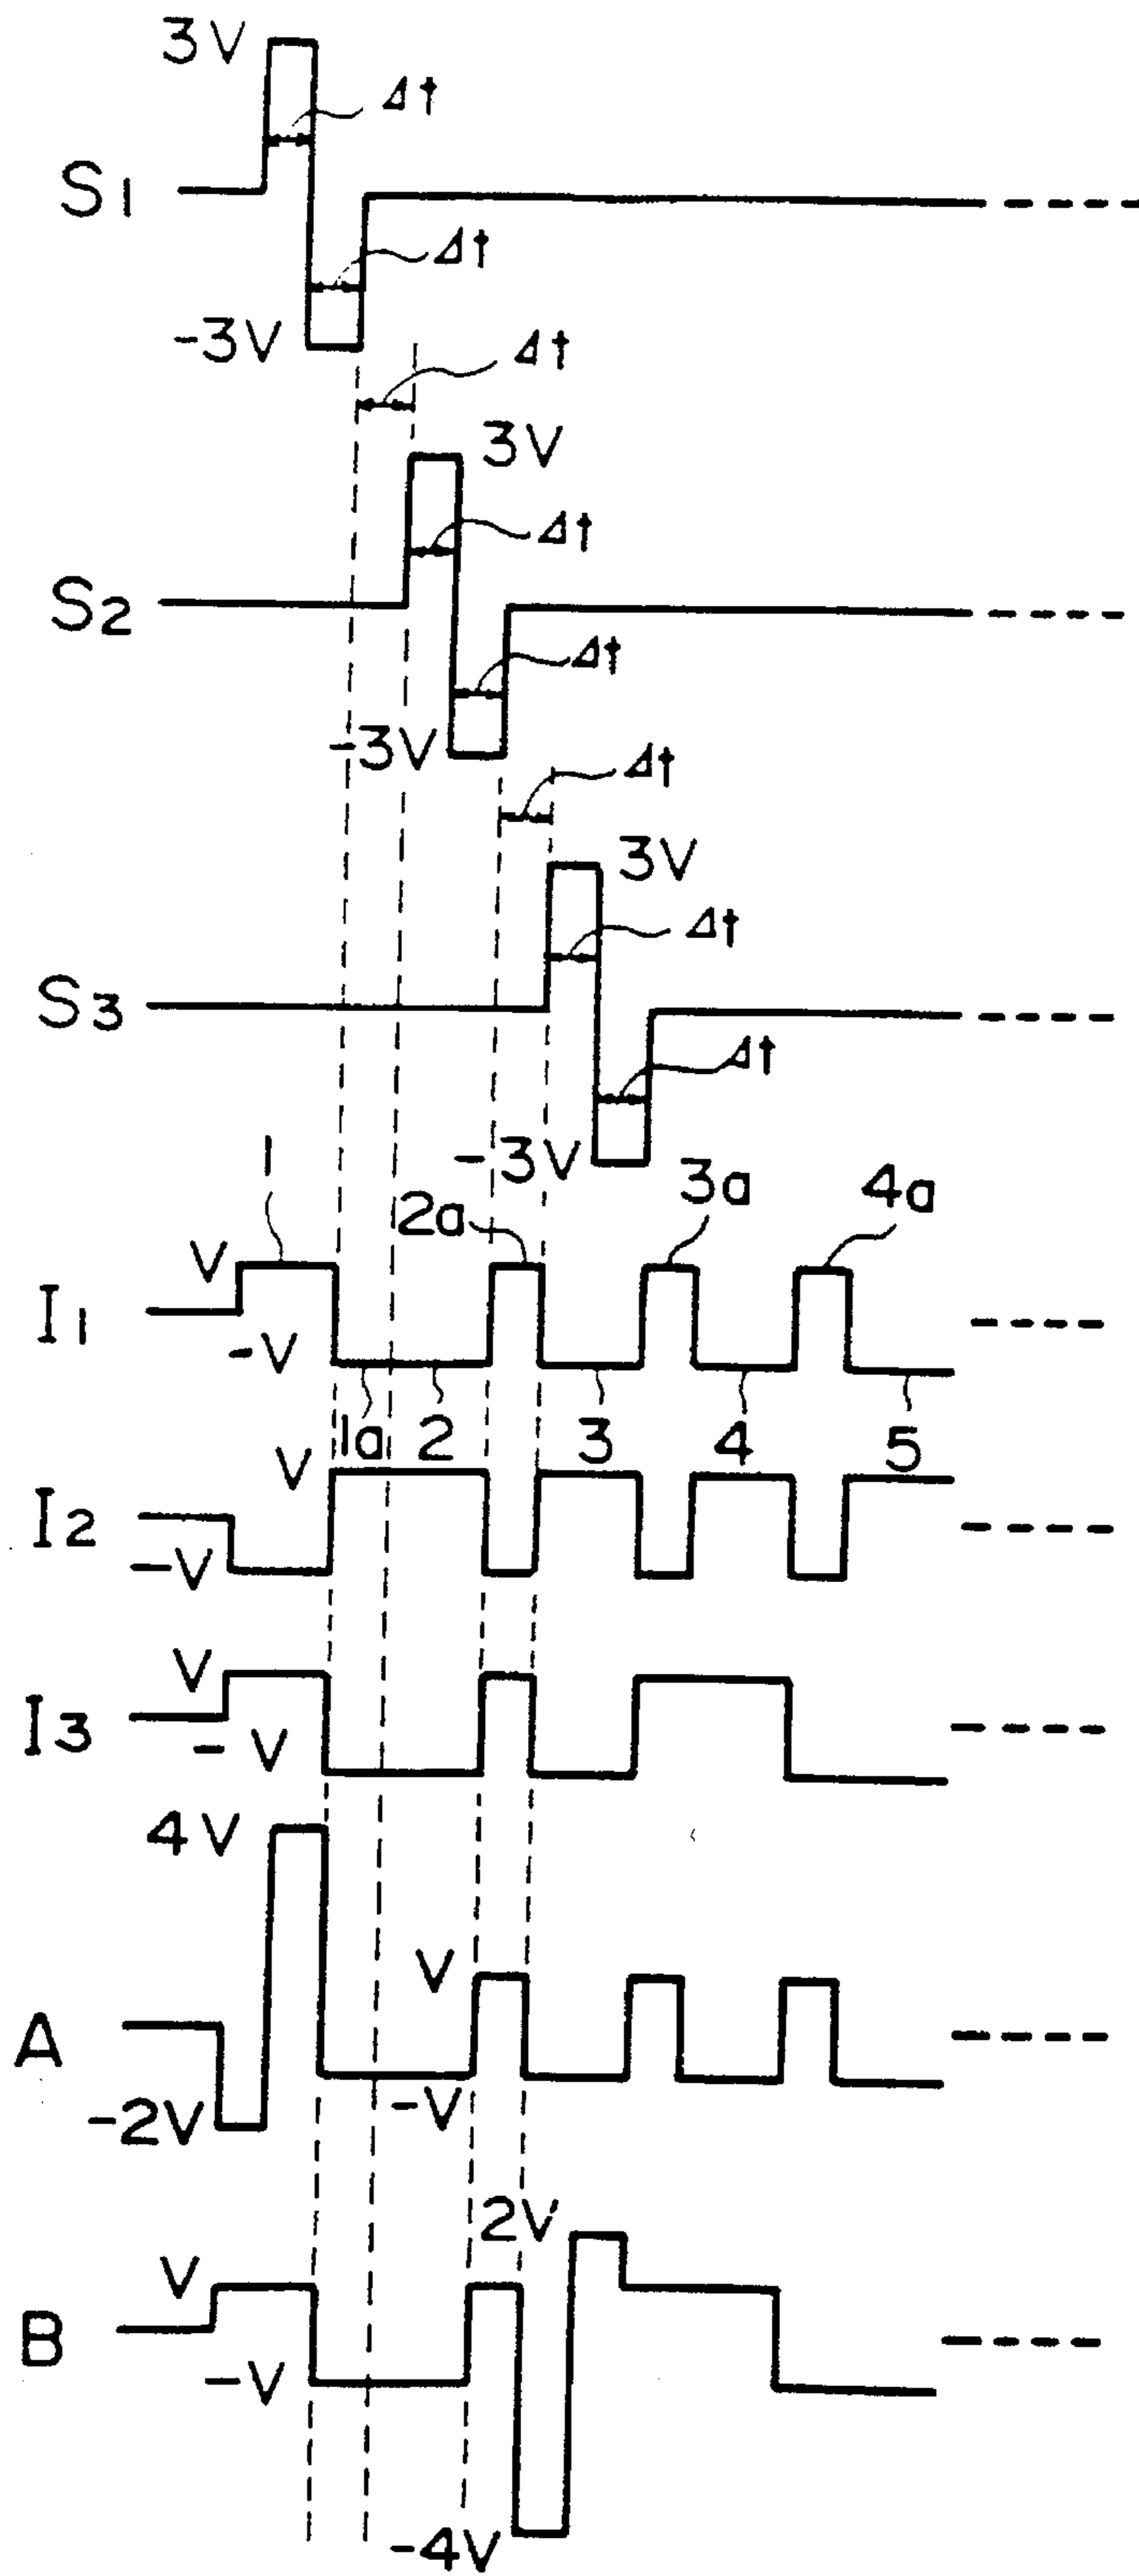 3V
Δt
S1
Δt
-3V
Δt
3V
Δt
S2
Δt
-3V
Δt
3V
Δt
S3
Δt
-3V
1
2a
3a
4a
V
I1
-V
1a
2
3
4
5
V
I2
-V
V
I3
-V
4V
V
A
-V
-2V
2V
V
B
-V
-4V